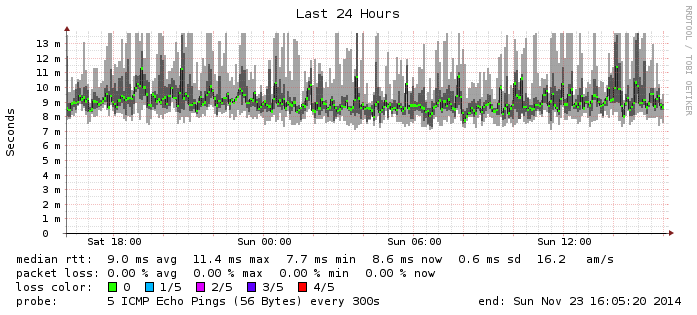 Last 24 Hours
RRDTOOL / TOBI OETIKER
Seconds
13 m
12 m
11 m
10 m
9 m
8 m
7 m
6 m
5 m
4 m
3 m
2 m
1 m
0
Sat 18:00 Sun 00:00 Sun 06:00 Sun 12:00
median rtt: 9.0 ms avg 11.4 ms max 7.7 ms min 8.6 ms now 0.6 ms sd 16.2 am/s
packet loss: 0.00 % avg 0.00 % max 0.00 % min 0.00 % now
loss color: 0 1/5 2/5 3/5 4/5
probe: 5 ICMP Echo Pings (56 Bytes) every 300s end: Sun Nov 23 16:05:20 2014